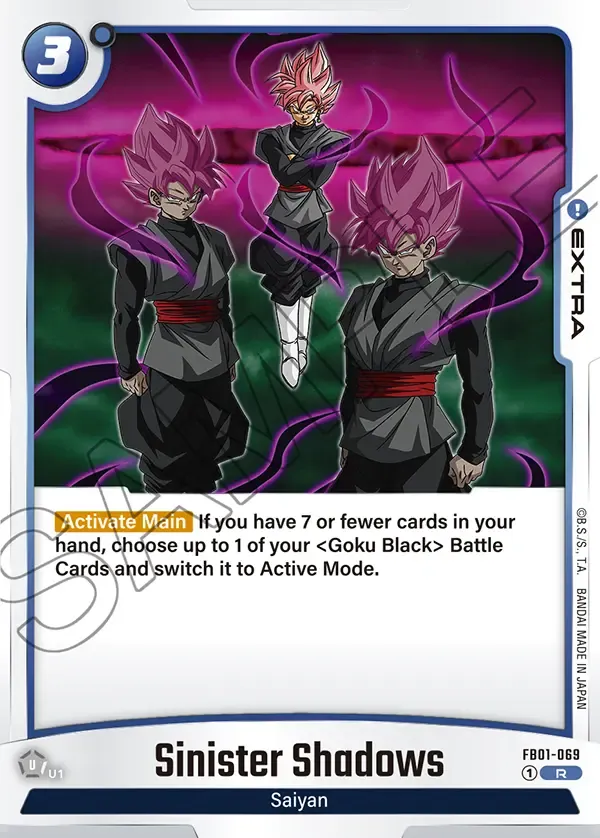 3
EXTRA
SAMPLE
Activate Main If you have 7 or fewer cards in your
hand, choose up to 1 of your <Goku Black> Battle
Cards and switch it to Active Mode.
©B.S./S., T.A. BANDAI MADE IN JAPAN
U/U1
Sinister Shadows
FB01-069
1 R
Saiyan